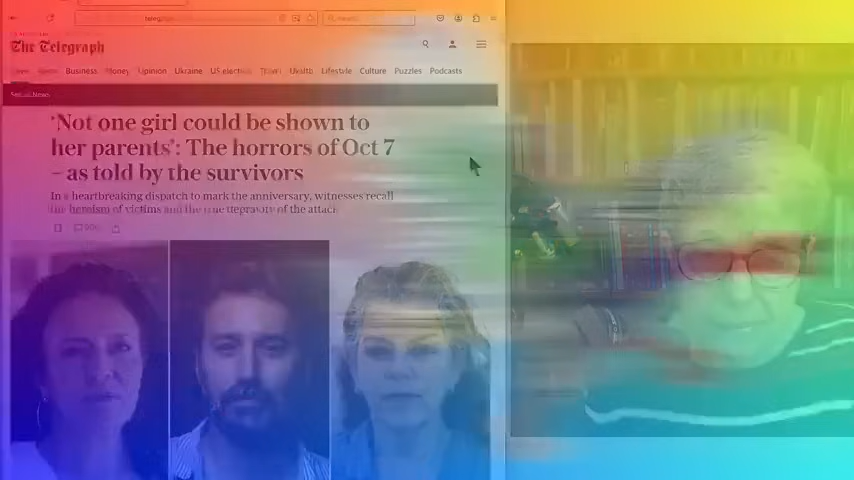 The Telegraph
News
Business
Money
Opinion
Ukraine
US election
Travel
Lifestyle
Culture
Puzzles
Podcasts
News
'Not one girl could be shown to
her parents': The horrors of Oct 7
– as told by the survivors
In a heartbreaking dispatch to mark the anniversary, witnesses recall
the heroism of victims and the true depravity of the attack